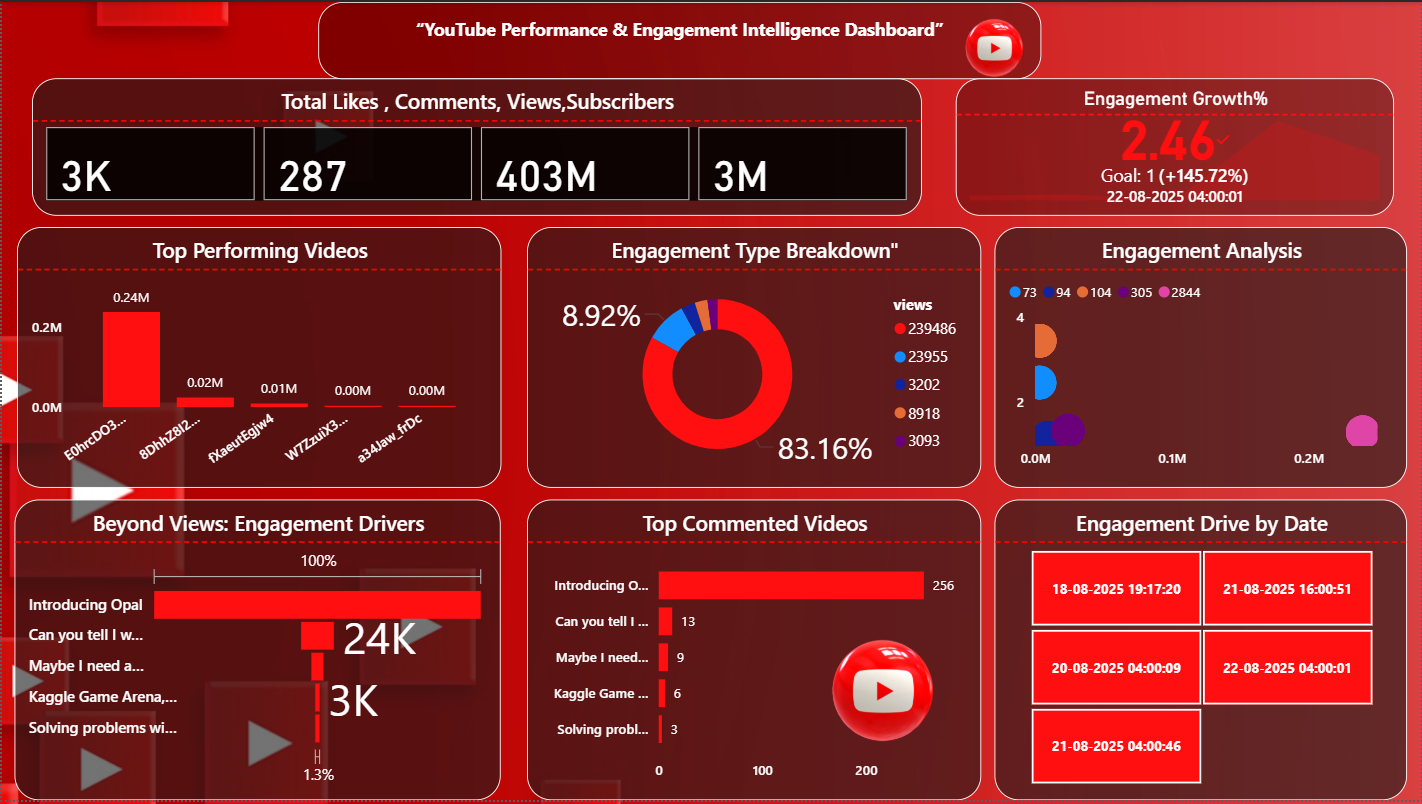 “YouTube Performance & Engagement Intelligence Dashboard”
Total Likes , Comments, Views,Subscribers
3K
287
403M
3M
Engagement Growth%
2.46
Goal: 1 (+145.72%)
22-08-2025 04:00:01
Top Performing Videos
0.24M
0.2M
0.02M
0.01M
0.00M
0.00M
0.0M
E0hrcDO3...
8DhhZ8I2...
fXaeutEgjw4
W7ZzuiX3...
a34Jaw_frDc
Engagement Type Breakdown"
8.92%
83.16%
views
239486
23955
3202
8918
3093
Engagement Analysis
73 94 104 305 2844
4
2
0.0M 0.1M 0.2M
Beyond Views: Engagement Drivers
100%
Introducing Opal
Can you tell I w...
24K
Maybe I need a...
Kaggle Game Arena,...
3K
Solving problems wi...
1.3%
Top Commented Videos
Introducing O... 256
Can you tell I ... 13
Maybe I need... 9
Kaggle Game ... 6
Solving probl... 3
0 100 200
Engagement Drive by Date
18-08-2025 19:17:20
21-08-2025 16:00:51
20-08-2025 04:00:09
22-08-2025 04:00:01
21-08-2025 04:00:46